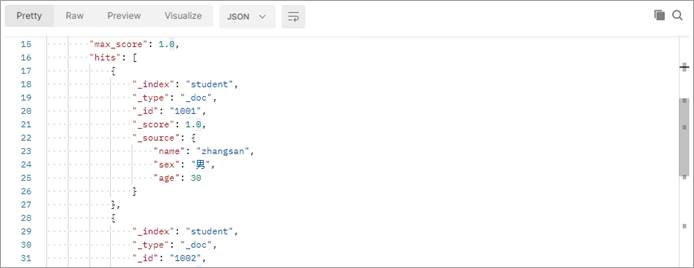 Pretty Raw Preview Visualize JSON
15 "max_score": 1.0,
16 "hits": [
17 {
18 "_index": "student",
19 "_type": "_doc",
20 "_id": "1001",
21 "_score": 1.0,
22 "_source": {
23 "name": "zhangsan",
24 "sex": "男",
25 "age": 30
26 }
27 },
28 {
29 "_index": "student",
30 "_type": "_doc",
31 "_id": "1002",